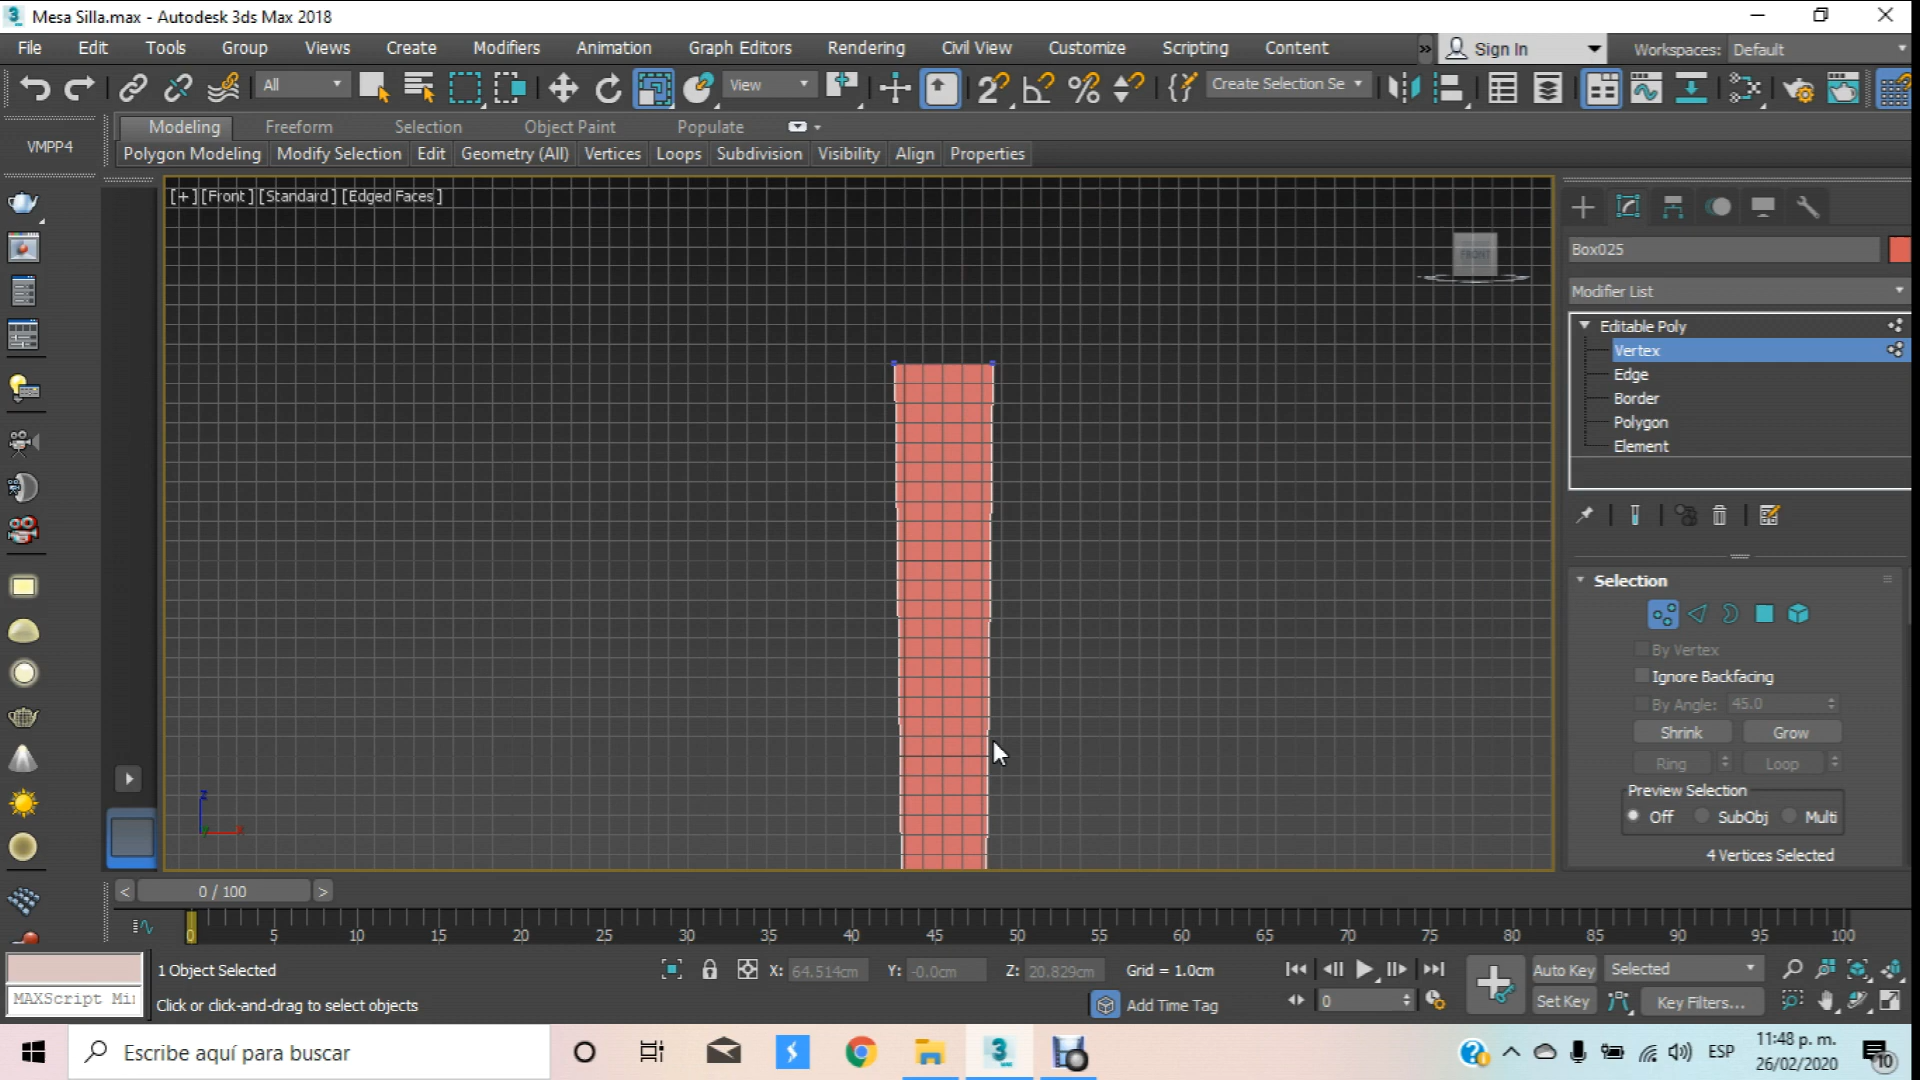 Mesa Silla.max - Autodesk 3ds Max 2018
File Edit Tools Group Views Create Modifiers Animation Graph Editors Rendering Civil View Customize Scripting Content » Sign In Workspaces: Default
All View Create Selection Se
VMPP4 Modeling Freeform Selection Object Paint Populate
Polygon Modeling Modify Selection Edit Geometry (All) Vertices Loops Subdivision Visibility Align Properties
[+] [Front] [Standard] [Edged Faces]
FRONT
z
x
Box025
Modifier List
Editable Poly
Vertex
Edge
Border
Polygon
Element
Selection
By Vertex
Ignore Backfacing
By Angle: 45.0
Shrink Grow
Ring Loop
Preview Selection
Off SubObj Multi
4 Vertices Selected
< 0 / 100 >
0 5 10 15 20 25 30 35 40 45 50 55 60 65 70 75 80 85 90 95 100
1 Object Selected X: 64.514cm Y: -0.0cm Z: 20.829cm Grid = 1.0cm Auto Key Selected
MAXScript Mi Click or click-and-drag to select objects Add Time Tag 0 Set Key Key Filters...
Escribe aquí para buscar ESP 11:48 p. m.
26/02/2020 10